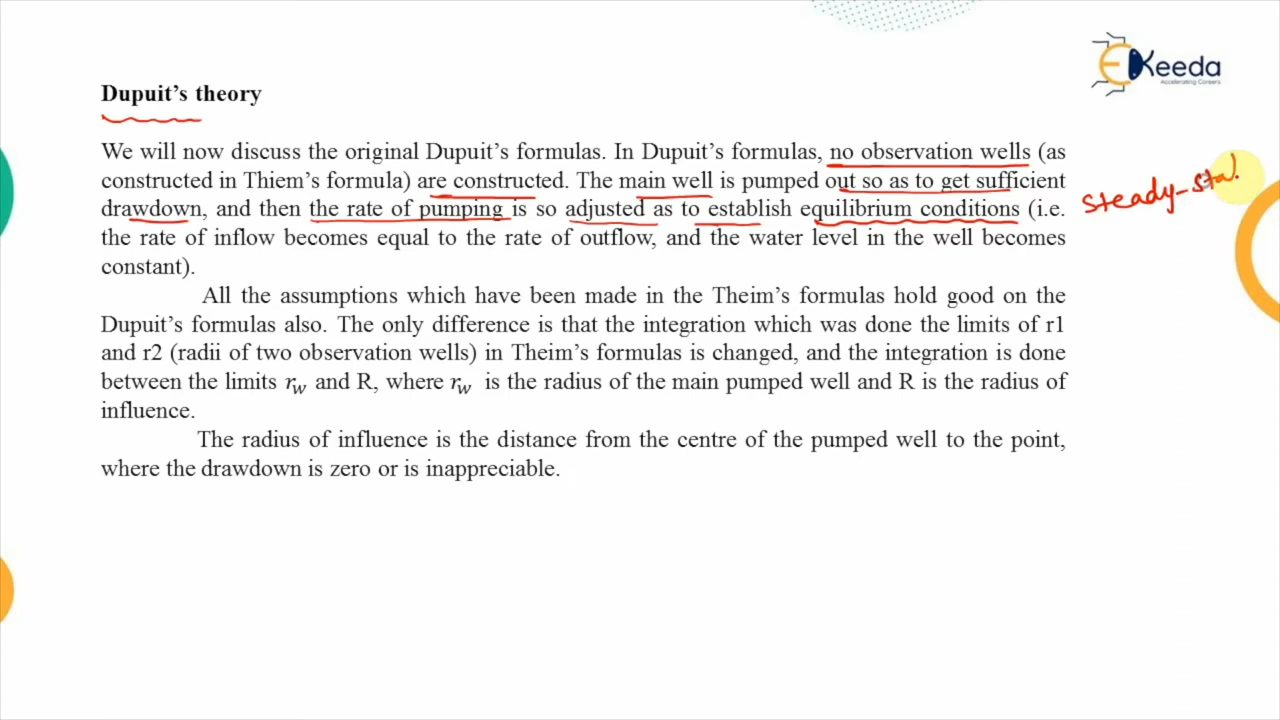 EKeeda
Accelerating Careers
Dupuit's theory
We will now discuss the original Dupuit's formulas. In Dupuit's formulas, no observation wells (as
constructed in Thiem's formula) are constructed. The main well is pumped out so as to get sufficient
drawdown, and then the rate of pumping is so adjusted as to establish equilibrium conditions (i.e.
the rate of inflow becomes equal to the rate of outflow, and the water level in the well becomes
constant).
steady-sta
All the assumptions which have been made in the Theim's formulas hold good on the
Dupuit's formulas also. The only difference is that the integration which was done the limits of r1
and r2 (radii of two observation wells) in Theim's formulas is changed, and the integration is done
between the limits r_w and R, where r_w is the radius of the main pumped well and R is the radius of
influence.
The radius of influence is the distance from the centre of the pumped well to the point,
where the drawdown is zero or is inappreciable.